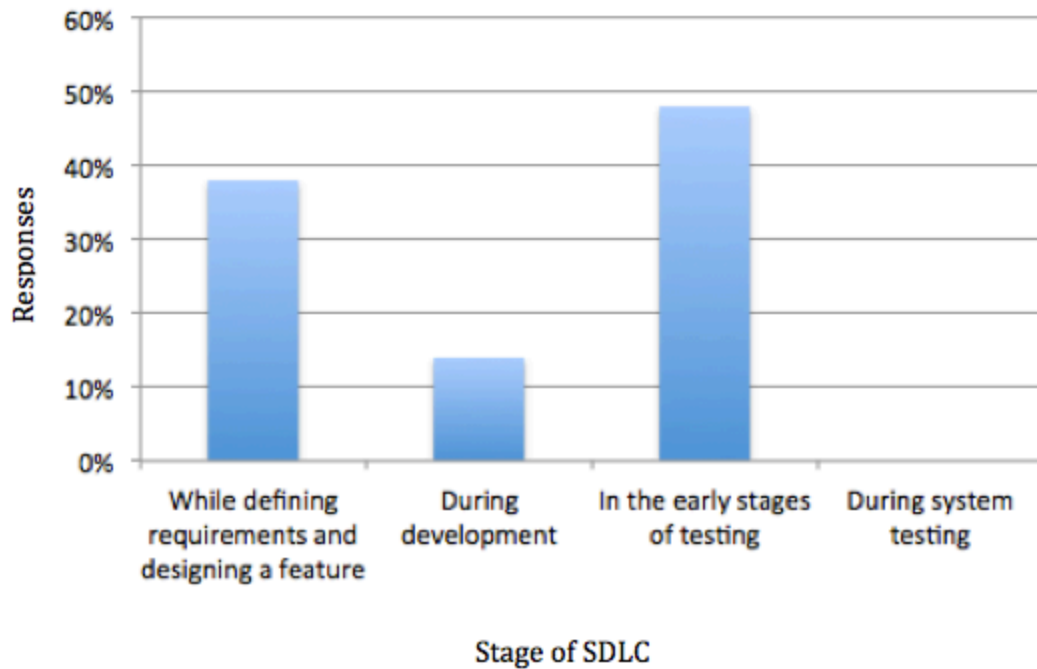 60%
50%
40%
30%
20%
10%
0%
Responses
While defining
requirements and
designing a feature
During
development
In the early stages
of testing
During system
testing
Stage of SDLC